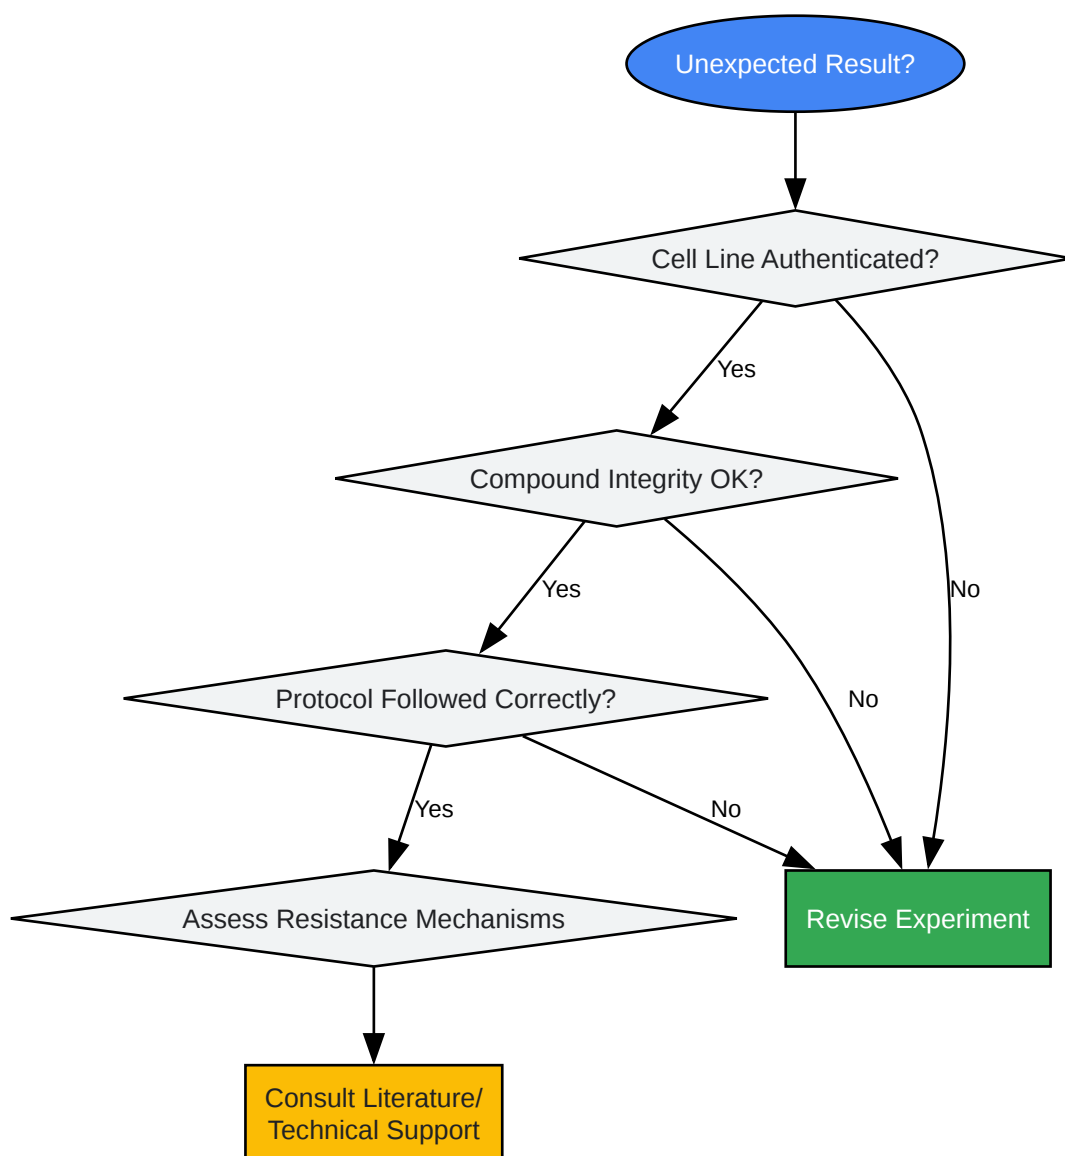 Unexpected Result?
Cell Line Authenticated?
Yes
Compound Integrity OK?
Yes
No
Protocol Followed Correctly?
No
Yes
No
Assess Resistance Mechanisms
Revise Experiment
Consult Literature/
Technical Support